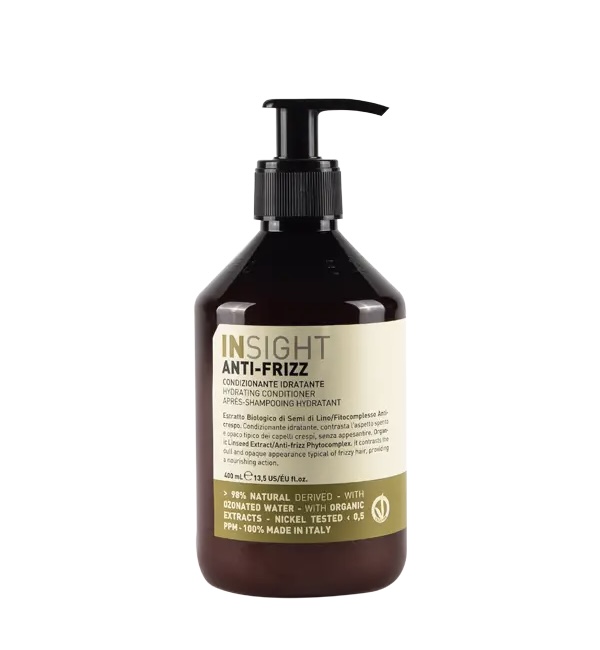 INSIGHT
ANTI-FRIZZ
CONDIZIONANTE IDRATANTE
HYDRATING CONDITIONER
APRÈS-SHAMPOOING HYDRATANT
Estratto Biologico di Semi di Lino/Fitocomplesso Anti-
crespo. Condizionante idratante, contrasta l'aspetto spento
e opaco tipico dei capelli crespi, senza appesantire. Organ-
ic Linseed Extract/Anti-frizz Phytocomplex, it contrasts the
dull and opaque appearance typical of frizzy hair, providing
a nourishing action.
400 mL ℮ 13,5 US/ÉU fl.oz.
> 98% NATURAL DERIVED - WITH
OZONATED WATER - WITH ORGANIC
EXTRACTS - NICKEL TESTED < 0,5
PPM - 100% MADE IN ITALY